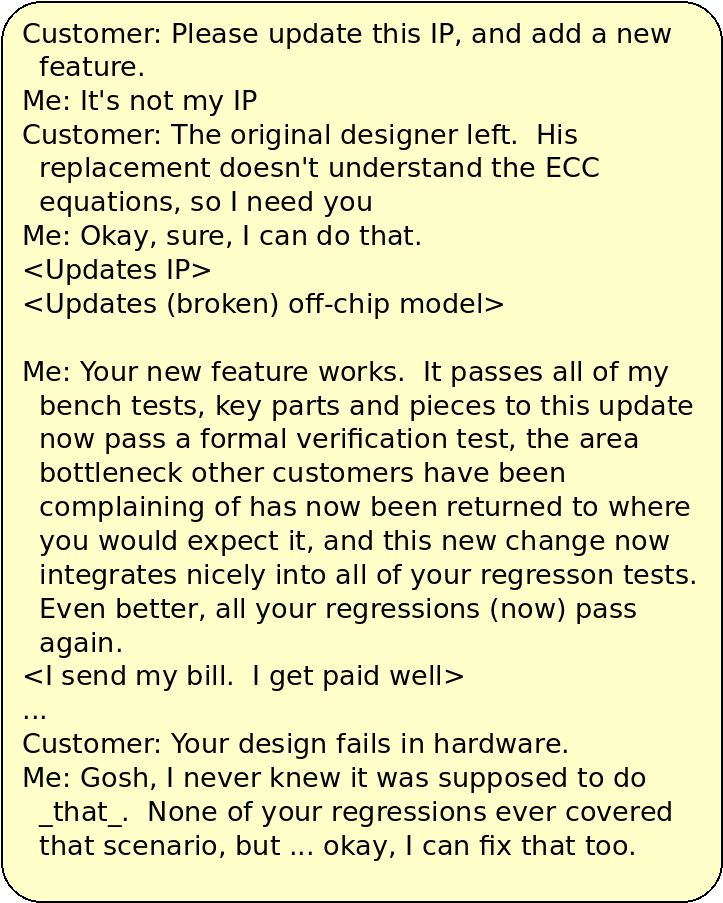 Customer: Please update this IP, and add a new
feature.
Me: It's not my IP
Customer: The original designer left.  His
replacement doesn't understand the ECC
equations, so I need you
Me: Okay, sure, I can do that.
<Updates IP>
<Updates (broken) off-chip model>
Me: Your new feature works.  It passes all of my
bench tests, key parts and pieces to this update
now pass a formal verification test, the area
bottleneck other customers have been
complaining of has now been returned to where
you would expect it, and this new change now
integrates nicely into all of your regresson tests.
Even better, all your regressions (now) pass
again.
<I send my bill.  I get paid well>
...
Customer: Your design fails in hardware.
Me: Gosh, I never knew it was supposed to do
_that_.  None of your regressions ever covered
that scenario, but ... okay, I can fix that too.